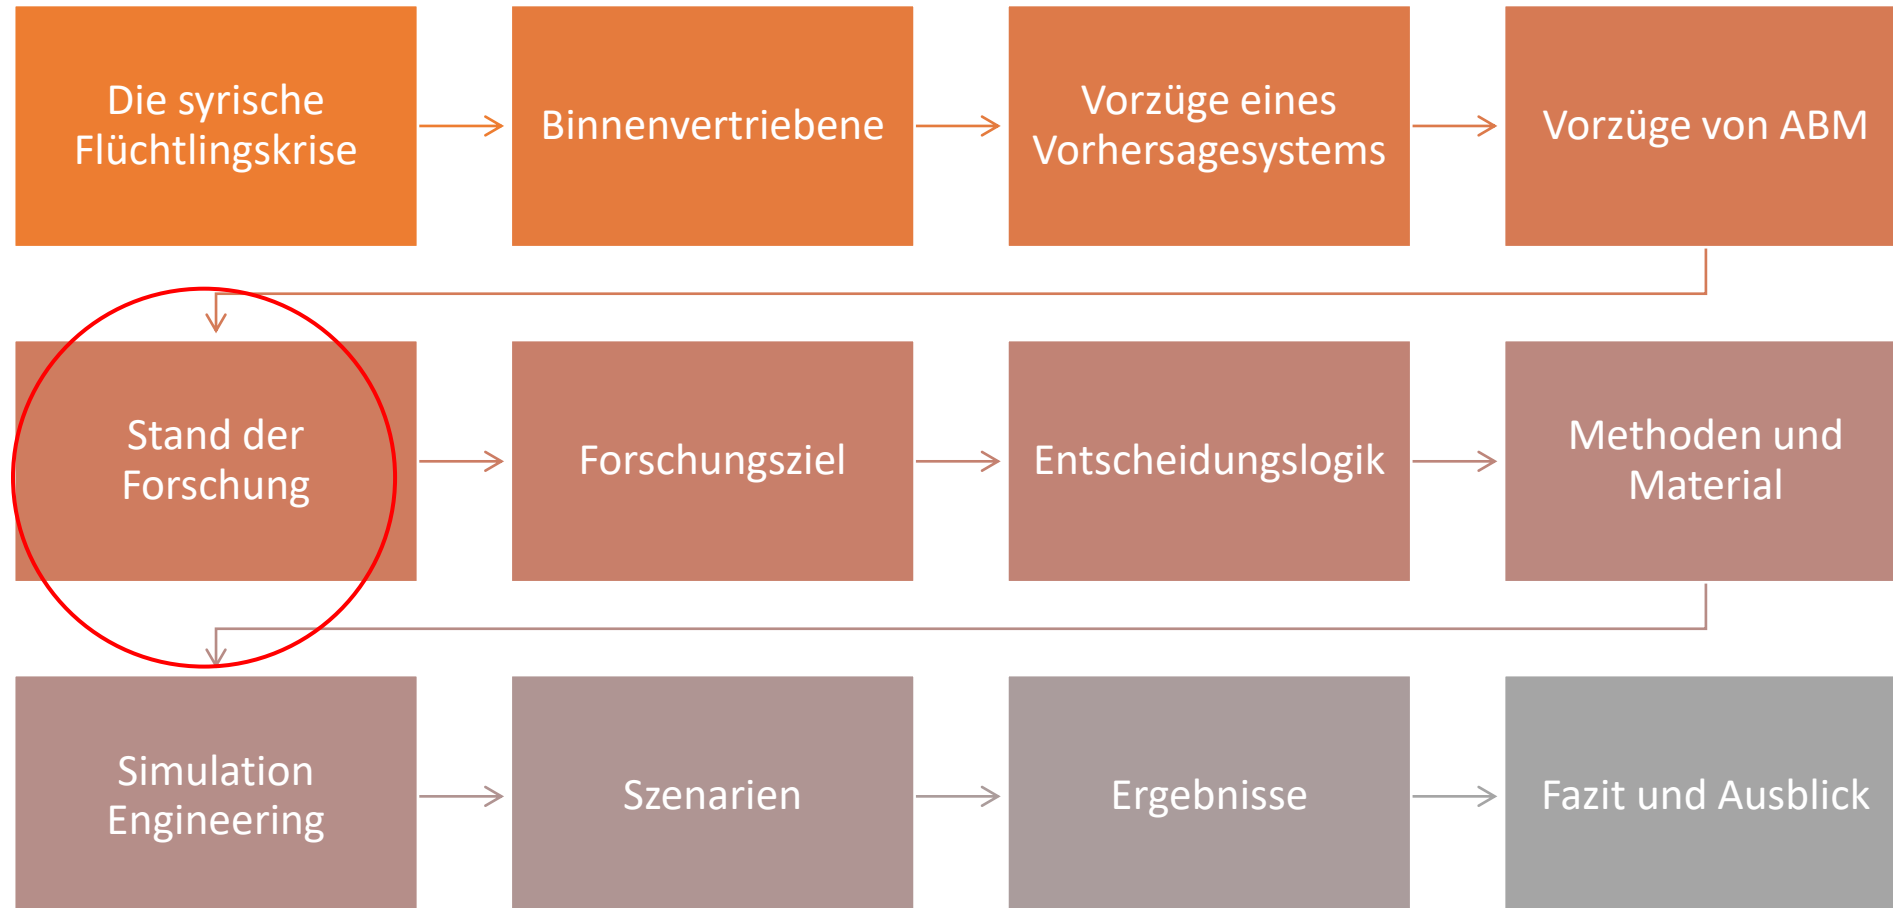 Die syrische
Flüchtlingskrise
Binnenvertriebene
Vorzüge eines
Vorhersagesystems
Vorzüge von ABM
Stand der
Forschung
Forschungsziel
Entscheidungslogik
Methoden und
Material
Simulation
Engineering
Szenarien
Ergebnisse
Fazit und Ausblick